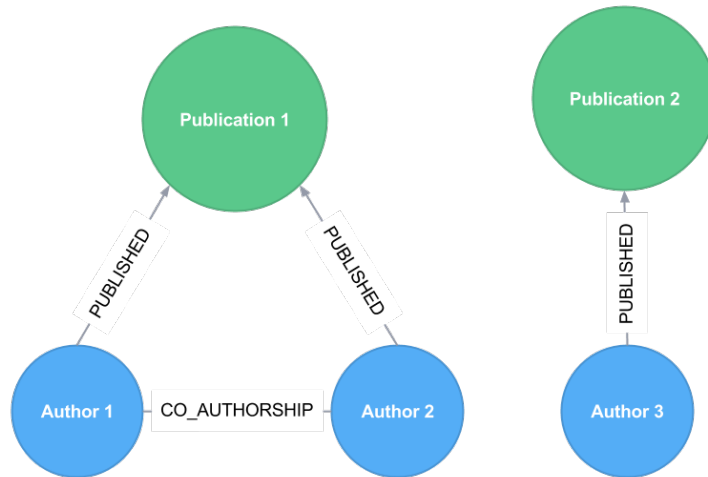 Publication 1
Publication 2
PUBLISHED
PUBLISHED
PUBLISHED
Author 1
CO_AUTHORSHIP
Author 2
Author 3